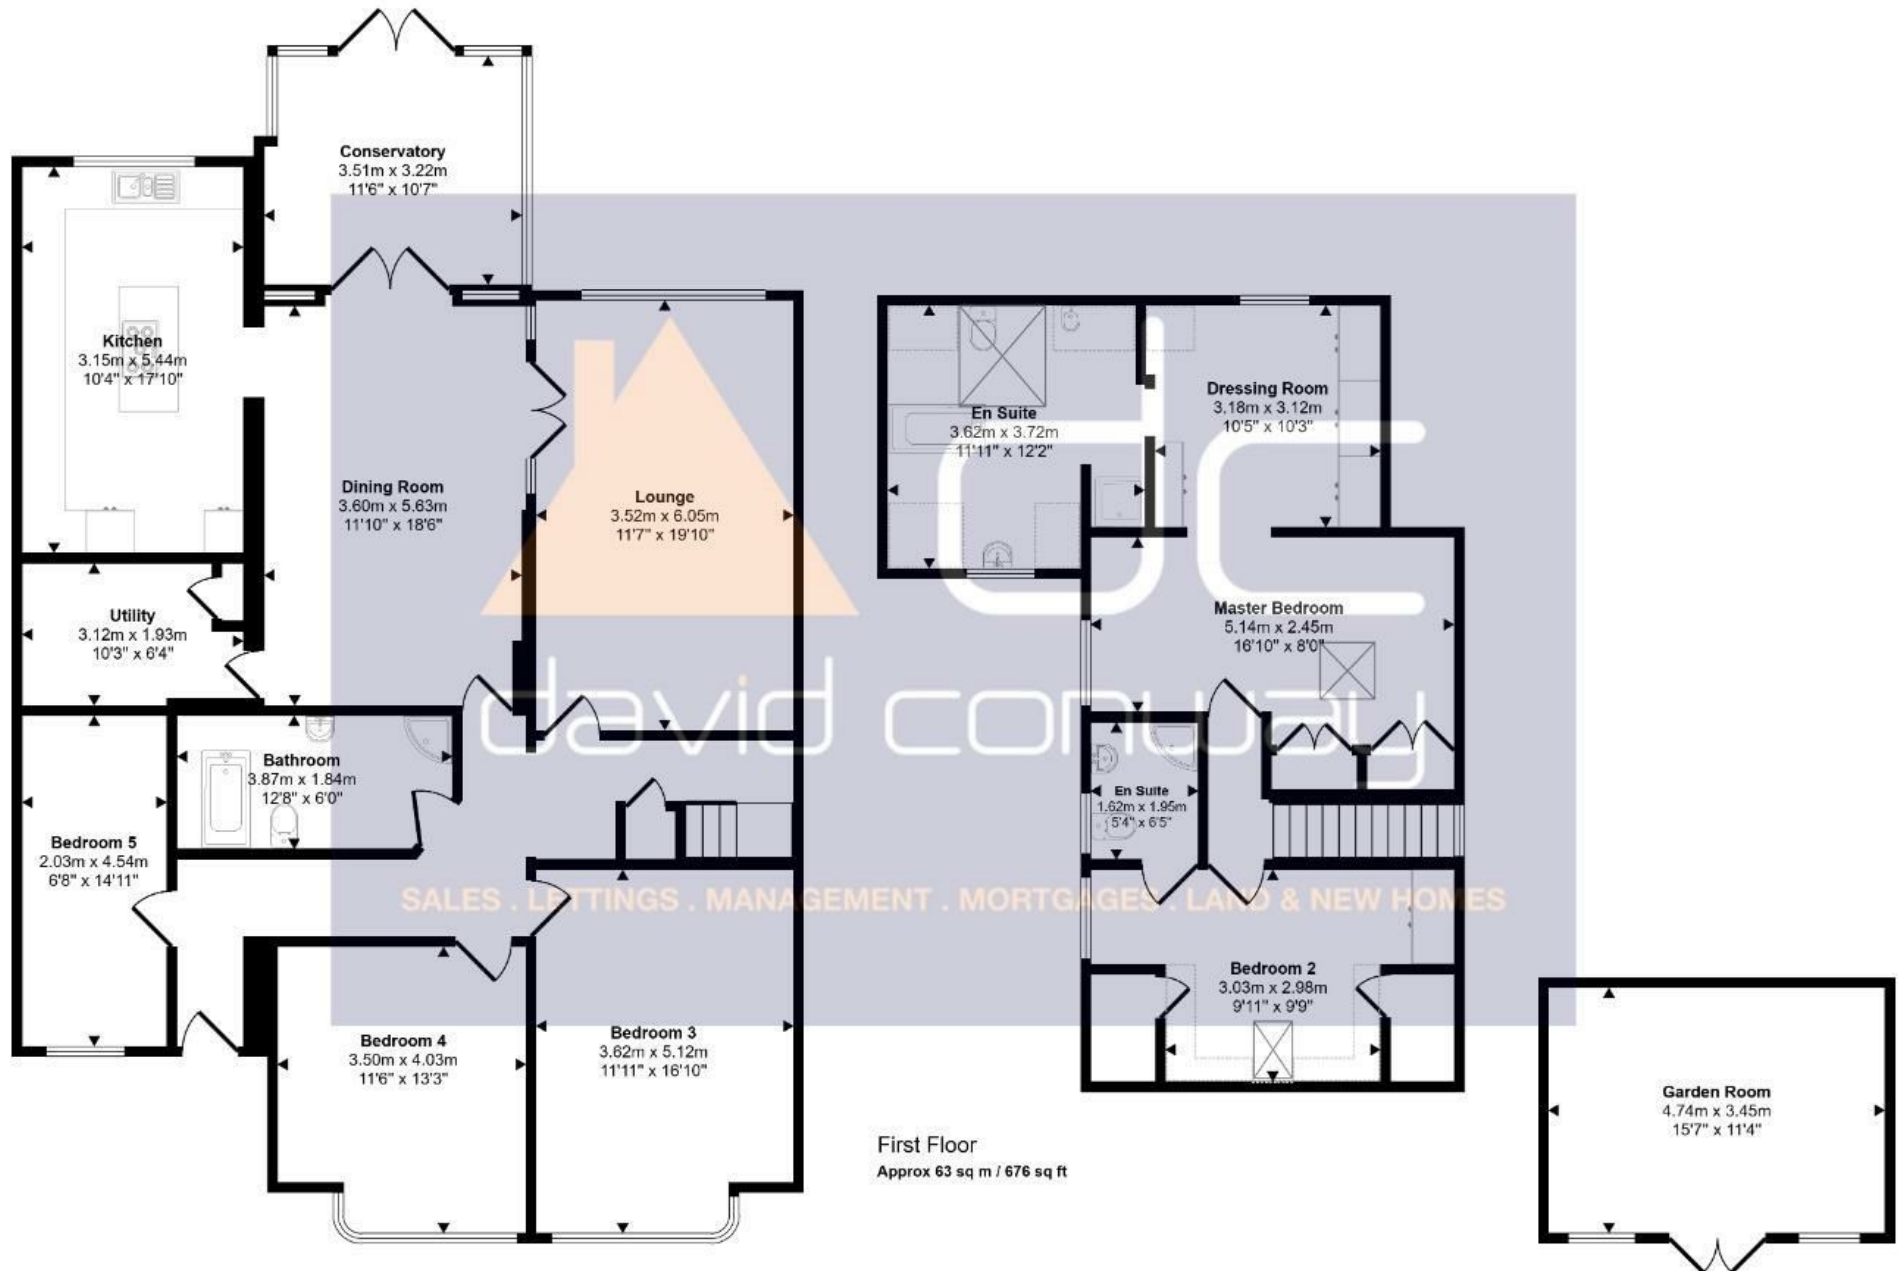 Conservatory
3.51m x 3.22m
11'6" x 10'7"
Kitchen
3.15m x 5.44m
10'4" x 17'10"
Dining Room
3.60m x 5.63m
11'10" x 18'6"
Lounge
3.52m x 6.05m
11'7" x 19'10"
Utility
3.12m x 1.93m
10'3" x 6'4"
Bathroom
3.87m x 1.84m
12'8" x 6'0"
Bedroom 5
2.03m x 4.54m
6'8" x 14'11"
Bedroom 4
3.50m x 4.03m
11'6" x 13'3"
Bedroom 3
3.62m x 5.12m
11'11" x 16'10"
En Suite
3.62m x 3.72m
11'11" x 12'2"
Dressing Room
3.18m x 3.12m
10'5" x 10'3"
Master Bedroom
5.14m x 2.45m
16'10" x 8'0"
En Suite
1.62m x 1.95m
5'4" x 6'5"
Bedroom 2
3.03m x 2.98m
9'11" x 9'9"
First Floor
Approx 63 sq m / 676 sq ft
Garden Room
4.74m x 3.45m
15'7" x 11'4"
dc
david conway
SALES . LETTINGS . MANAGEMENT . MORTGAGES . LAND & NEW HOMES